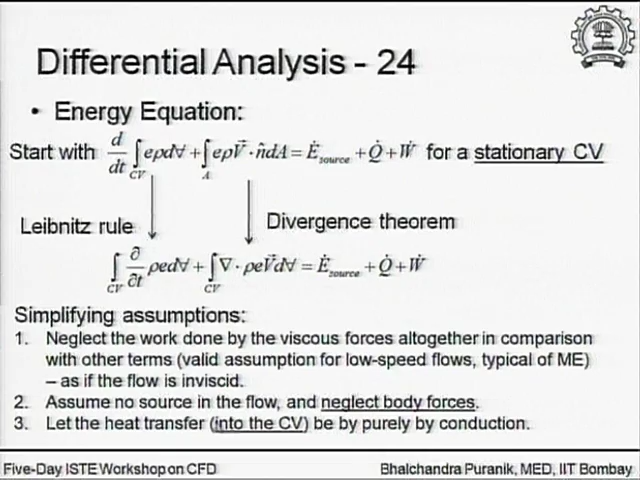 Differential Analysis - 24
• Energy Equation:
Start with d/dt ∫_CV eρd∀ + ∫_A eρV⃗ · n̂dA = Ė_source + Q̇ + Ẇ for a stationary CV
Leibnitz rule Divergence theorem
∫_CV ∂/∂t ρed∀ + ∫_CV ∇ · ρeV⃗d∀ = Ė_source + Q̇ + Ẇ
Simplifying assumptions:
1. Neglect the work done by the viscous forces altogether in comparison
with other terms (valid assumption for low-speed flows, typical of ME)
– as if the flow is inviscid.
2. Assume no source in the flow, and neglect body forces.
3. Let the heat transfer (into the CV) be by purely by conduction.
Five-Day ISTE Workshop on CFD Bhalchandra Puranik, MED, IIT Bombay